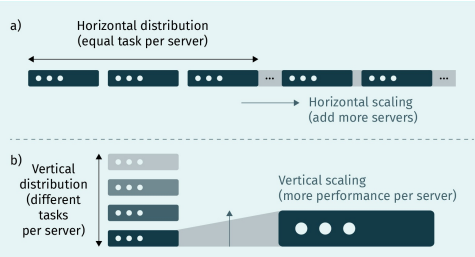 a)
Horizontal distribution
(equal task per server)
...
...
Horizontal scaling
(add more servers)
b)
Vertical
distribution
(different
tasks
per server)
Vertical scaling
(more performance per server)